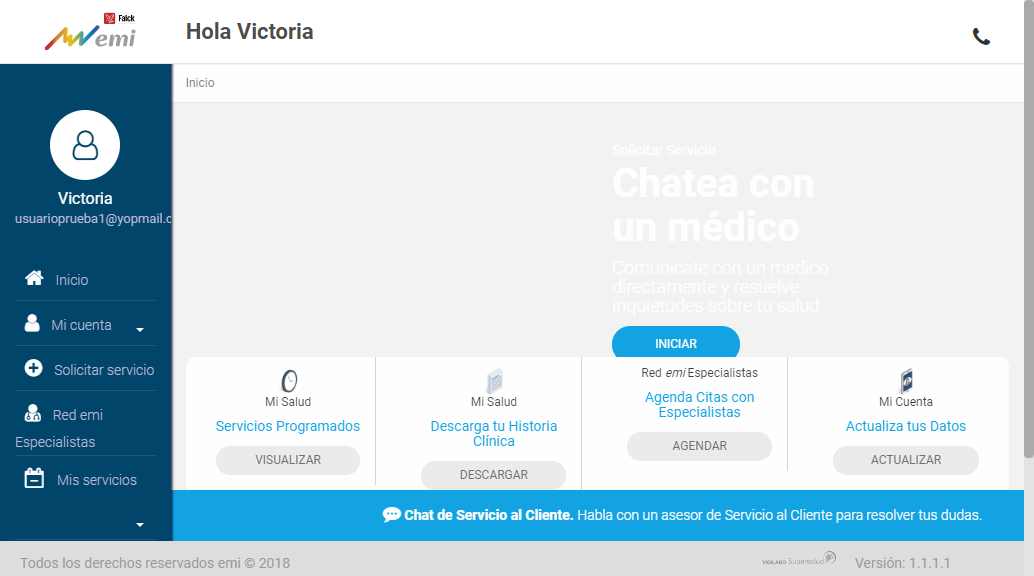 Falck
emi
Hola Victoria
Inicio
Victoria
usuarioprueba1@yopmail.c
Inicio
Mi cuenta
Solicitar servicio
Red emi
Especialistas
Mis servicios
Solicitar Servicio
Chatea con
un médico
Comunícate con un médico
directamente y resuelve
inquietudes sobre tu salud
INICIAR
Mi Salud
Servicios Programados
VISUALIZAR
Mi Salud
Descarga tu Historia
Clínica
DESCARGAR
Red emi Especialistas
Agenda Citas con
Especialistas
AGENDAR
Mi Cuenta
Actualiza tus Datos
ACTUALIZAR
Chat de Servicio al Cliente. Habla con un asesor de Servicio al Cliente para resolver tus dudas.
Todos los derechos reservados emi © 2018
VIGILADO Supersalud
Versión: 1.1.1.1